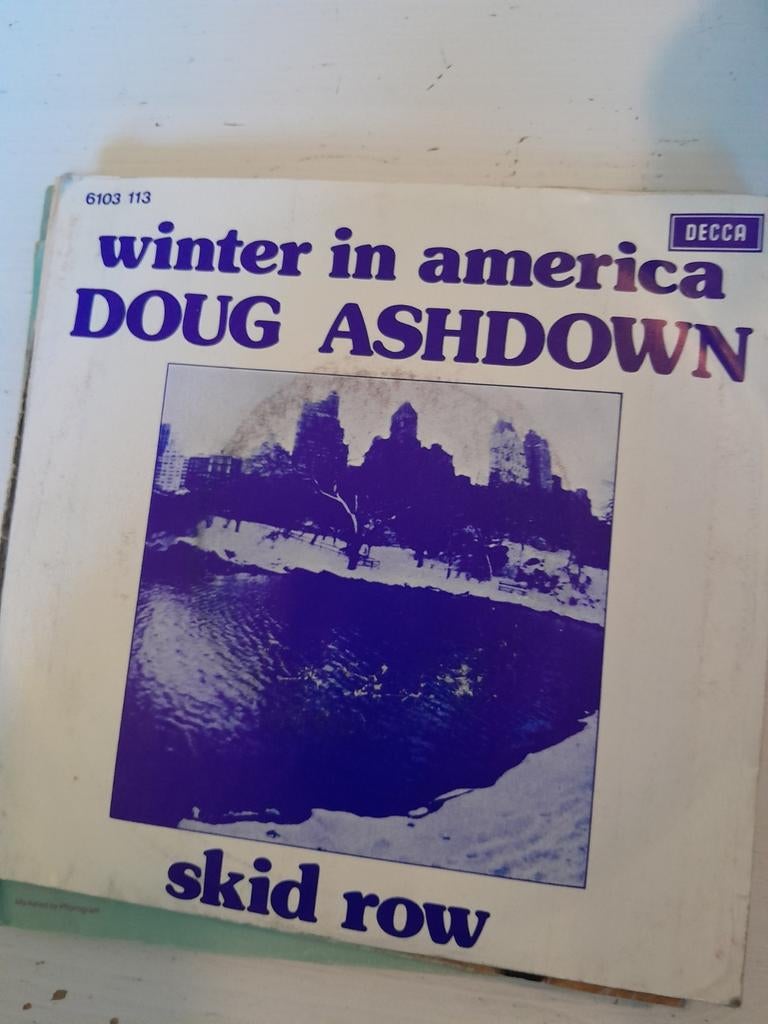 6103 113
DECCA
winter in america
DOUG ASHDOWN
skid row